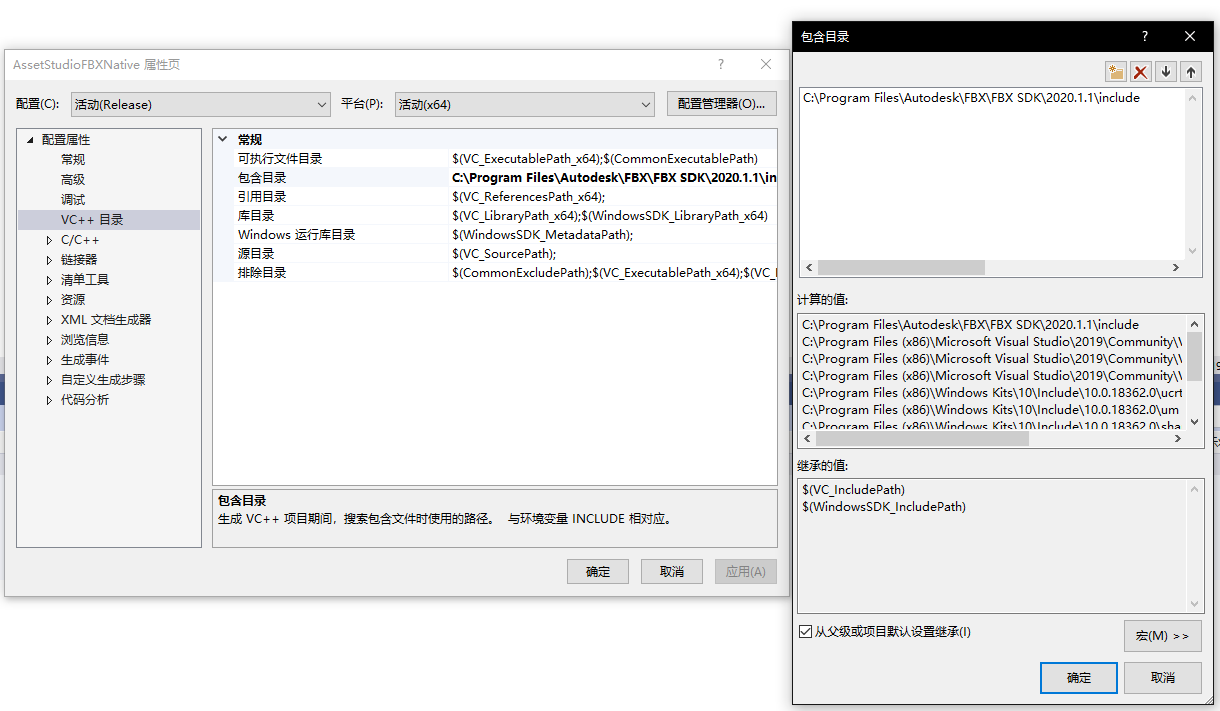 AssetStudioFBXNative 属性页
配置(C):
活动(Release)
平台(P):
活动(x64)
配置管理器(O)...
配置属性
常规
高级
调试
VC++ 目录
C/C++
链接器
清单工具
资源
XML 文档生成器
浏览信息
生成事件
自定义生成步骤
代码分析
常规
可执行文件目录 $(VC_ExecutablePath_x64);$(CommonExecutablePath)
包含目录 C:\Program Files\Autodesk\FBX\FBX SDK\2020.1.1\in
引用目录 $(VC_ReferencesPath_x64);
库目录 $(VC_LibraryPath_x64);$(WindowsSDK_LibraryPath_x64)
Windows 运行库目录 $(WindowsSDK_MetadataPath);
源目录 $(VC_SourcePath);
排除目录 $(CommonExcludePath);$(VC_ExecutablePath_x64);$(VC_I
包含目录
生成 VC++ 项目期间，搜索包含文件时使用的路径。 与环境变量 INCLUDE 相对应。
确定
取消
应用(A)
包含目录
C:\Program Files\Autodesk\FBX\FBX SDK\2020.1.1\include
计算的值:
C:\Program Files\Autodesk\FBX\FBX SDK\2020.1.1\include
C:\Program Files (x86)\Microsoft Visual Studio\2019\Community\\
C:\Program Files (x86)\Microsoft Visual Studio\2019\Community\\
C:\Program Files (x86)\Microsoft Visual Studio\2019\Community\\
C:\Program Files (x86)\Windows Kits\10\Include\10.0.18362.0\ucrt
C:\Program Files (x86)\Windows Kits\10\Include\10.0.18362.0\um
C:\Program Files (x86)\Windows Kits\10\Include\10.0.18362.0\sha
继承的值:
$(VC_IncludePath)
$(WindowsSDK_IncludePath)
从父级或项目默认设置继承(I)
宏(M) >>
确定
取消